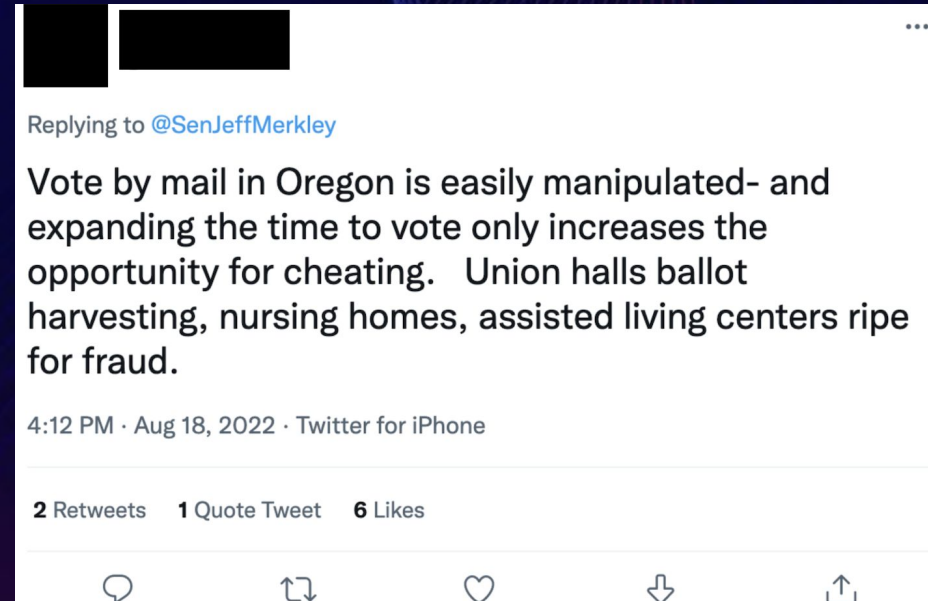 Replying to @SenJeffMerkley
Vote by mail in Oregon is easily manipulated- and
expanding the time to vote only increases the
opportunity for cheating.   Union halls ballot
harvesting, nursing homes, assisted living centers ripe
for fraud.
4:12 PM · Aug 18, 2022 · Twitter for iPhone
2 Retweets 1 Quote Tweet 6 Likes